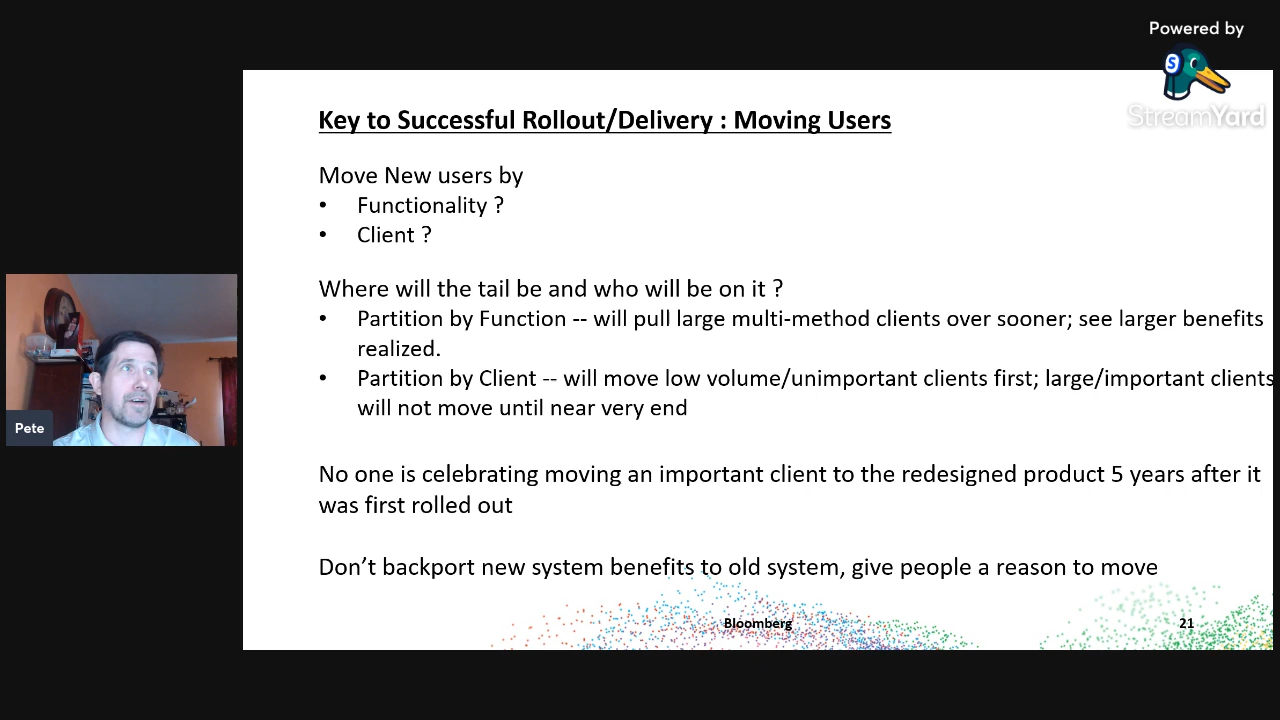 Powered by
StreamYard
Key to Successful Rollout/Delivery : Moving Users
Move New users by
• Functionality ?
• Client ?
Where will the tail be and who will be on it ?
• Partition by Function -- will pull large multi-method clients over sooner; see larger benefits
realized.
• Partition by Client -- will move low volume/unimportant clients first; large/important clients
will not move until near very end
No one is celebrating moving an important client to the redesigned product 5 years after it
was first rolled out
Don’t backport new system benefits to old system, give people a reason to move
Bloomberg
21
Pete